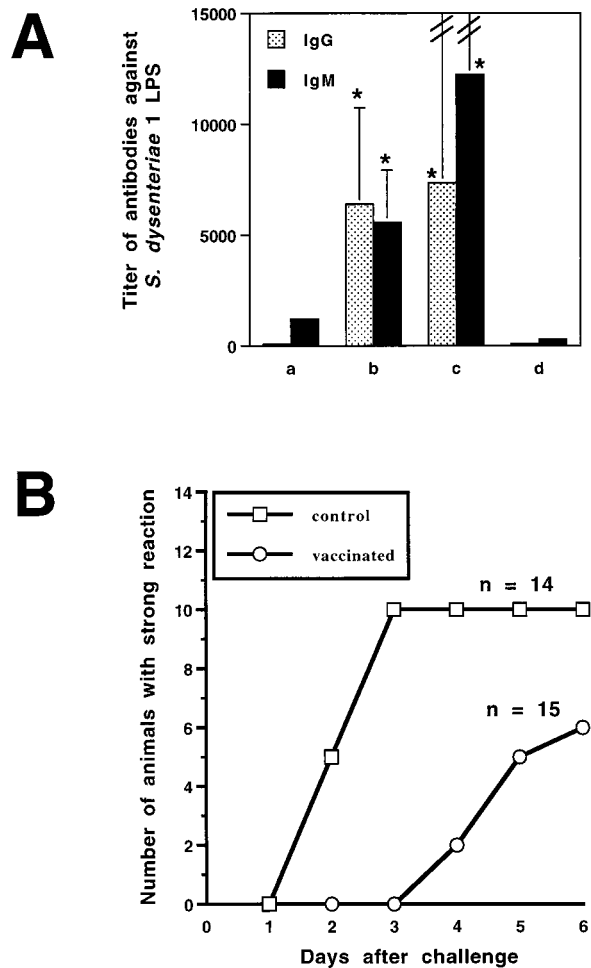 A
Titer of antibodies against
S. dysenteriae 1 LPS
15000
10000
5000
0
IgG
IgM
*
*
*
*
a
b
c
d
B
Number of animals with strong reaction
14
12
10
8
6
4
2
0
control
vaccinated
n = 14
n = 15
0
1
2
3
4
5
6
Days after challenge